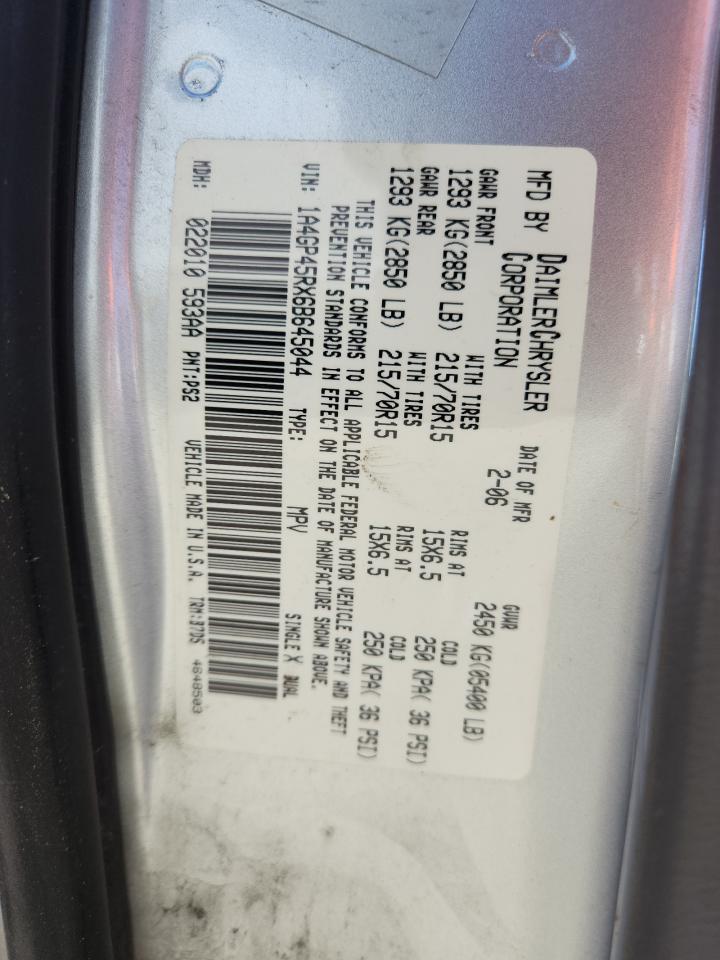 MFD BY DAIMLERCHRYSLER CORPORATION DATE OF MFR 2-06 GVWR 2450 KG(05400 LB)
GAWR FRONT WITH TIRES RIMS AT COLD
1293 KG(2850 LB) 215/70R15 15X6.5 250 KPA( 36 PSI)
GAWR REAR WITH TIRES RIMS AT COLD
1293 KG(2850 LB) 215/70R15 15X6.5 250 KPA( 36 PSI)
THIS VEHICLE CONFORMS TO ALL APPLICABLE FEDERAL MOTOR VEHICLE SAFETY AND THEFT
PREVENTION STANDARDS IN EFFECT ON THE DATE OF MANUFACTURE SHOWN ABOVE.
VIN: 1A4GP45RX6B645044 TYPE: MPV SINGLE X DUAL
MDH: 022010 593AA PNT:PS2 VEHICLE MADE IN U.S.A. TRM:B7DS 4648503